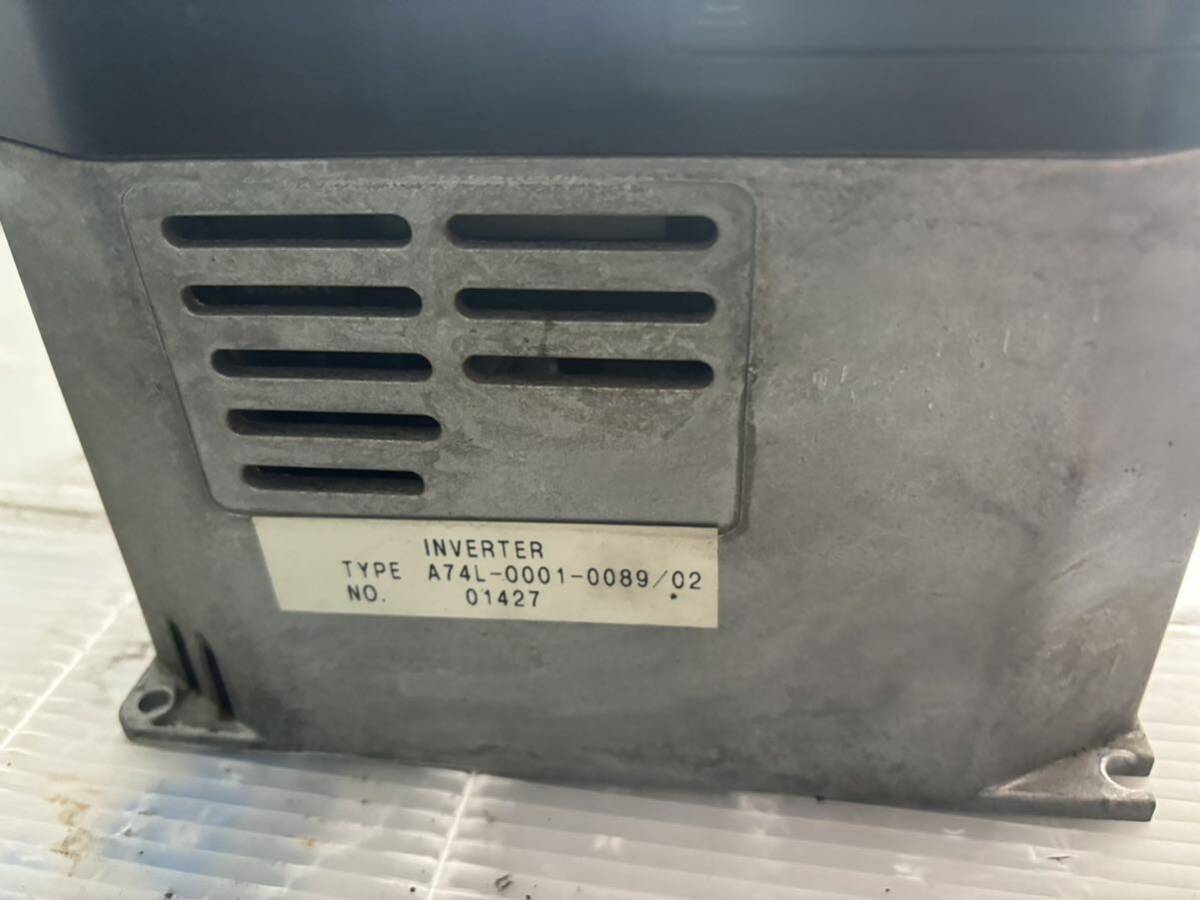 INVERTER
TYPE A74L-0001-0089/02
NO. 01427